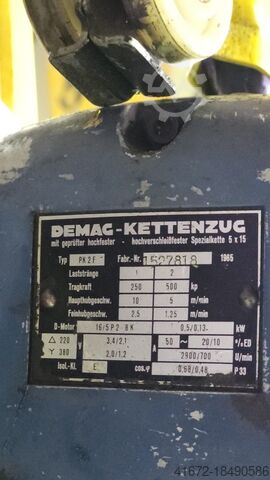 DEMAG-KETTENZUG
mit geprüfter hochfester - hochverschleißfester Spezialkette 5 x 15
Typ PK 2 F Fabr.-Nr. 1527818 1965
Laststränge 1 2
Tragkraft 250 500 kp
Haupthubgeschw. 10 5 m/min
Feinhubgeschw. 2,5 1,25 m/min
D-Motor 16/5 P 2 - 8 K 0,5/0,13- kW
△ 220 3,4/2,1 A 50 ~ 20/10 %ED
Y 380 2,0/1,2 2900/700 U/min
Isol.-Kl. E cos.φ 0,68/0,48 P 33
41672-18490586